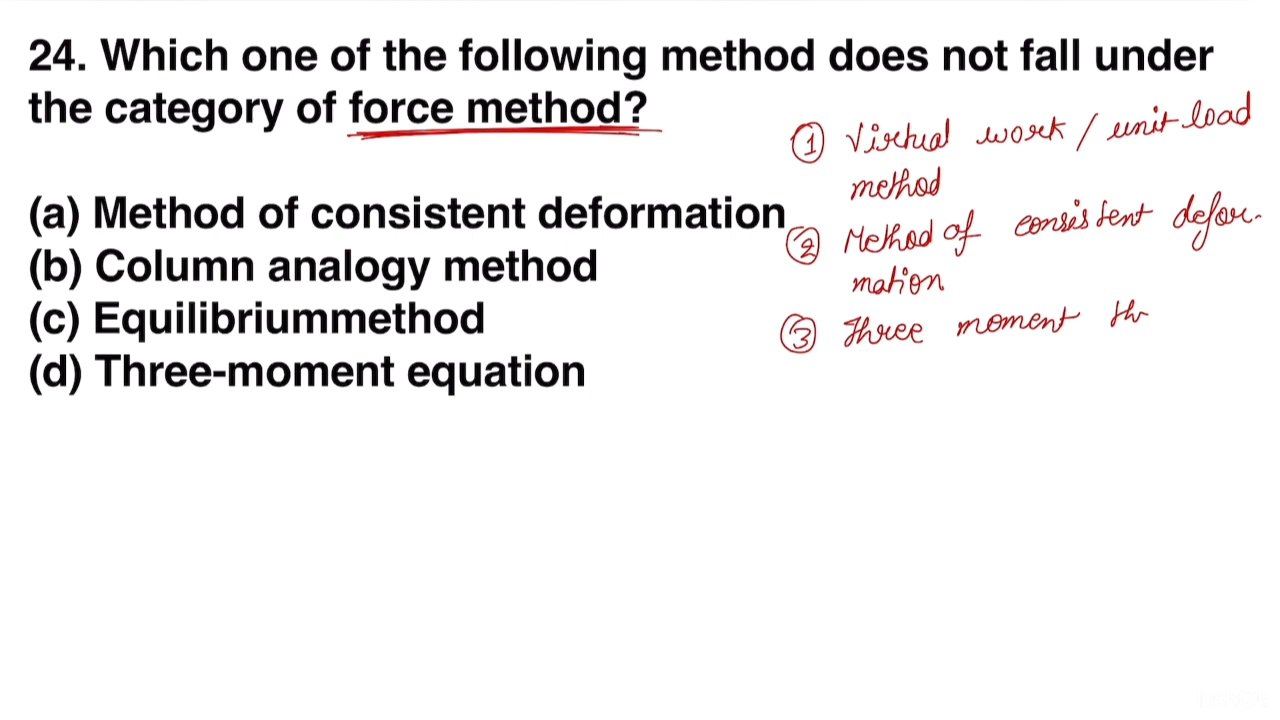 24. Which one of the following method does not fall under
the category of force method?
(a) Method of consistent deformation
(b) Column analogy method
(c) Equilibriummethod
(d) Three-moment equation
① Virtual work / unit load
method
② Method of consistent defor-
mation
③ Three moment th